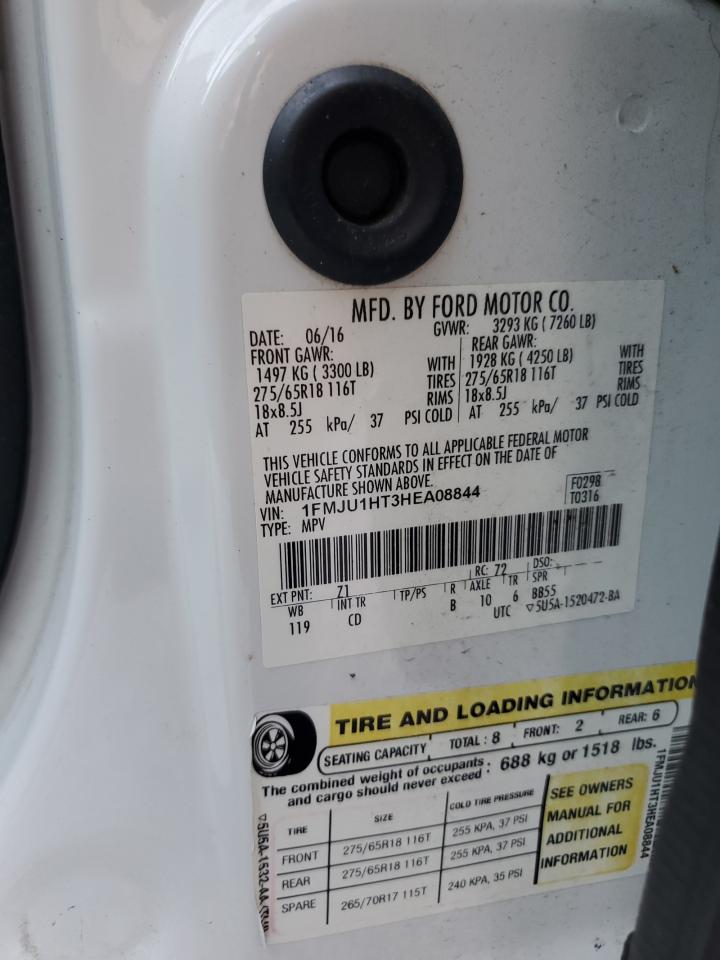 MFD. BY FORD MOTOR CO.
DATE: 06/16 GVWR: 3293 KG ( 7260 LB)
FRONT GAWR: REAR GAWR:
1497 KG ( 3300 LB) WITH 1928 KG ( 4250 LB) WITH
275/65R18 116T TIRES 275/65R18 116T TIRES
18x8.5J RIMS 18x8.5J RIMS
AT 255 kPa/ 37 PSI COLD AT 255 kPa/ 37 PSI COLD
THIS VEHICLE CONFORMS TO ALL APPLICABLE FEDERAL MOTOR
VEHICLE SAFETY STANDARDS IN EFFECT ON THE DATE OF
MANUFACTURE SHOWN ABOVE.
VIN: 1FMJU1HT3HEA08844 F0298
TYPE: MPV T0316
EXT PNT: Z1 RC: 72 DSO:
WB INT TR TP/PS R AXLE TR SPR
119 CD B 10 6 BB55
UTC ▽5U5A-1520472-BA
TIRE AND LOADING INFORMATION
SEATING CAPACITY TOTAL : 8 FRONT: 2 REAR: 6
The combined weight of occupants and cargo should never exceed : 688 kg or 1518 lbs.
TIRE SIZE COLD TIRE PRESSURE
FRONT 275/65R18 116T 255 KPA, 37 PSI
REAR 275/65R18 116T 255 KPA, 37 PSI
SPARE 265/70R17 115T 240 KPA, 35 PSI
SEE OWNERS
MANUAL FOR
ADDITIONAL
INFORMATION
1FMJU1HT3HEA08844
▽5U5A-1532-AA